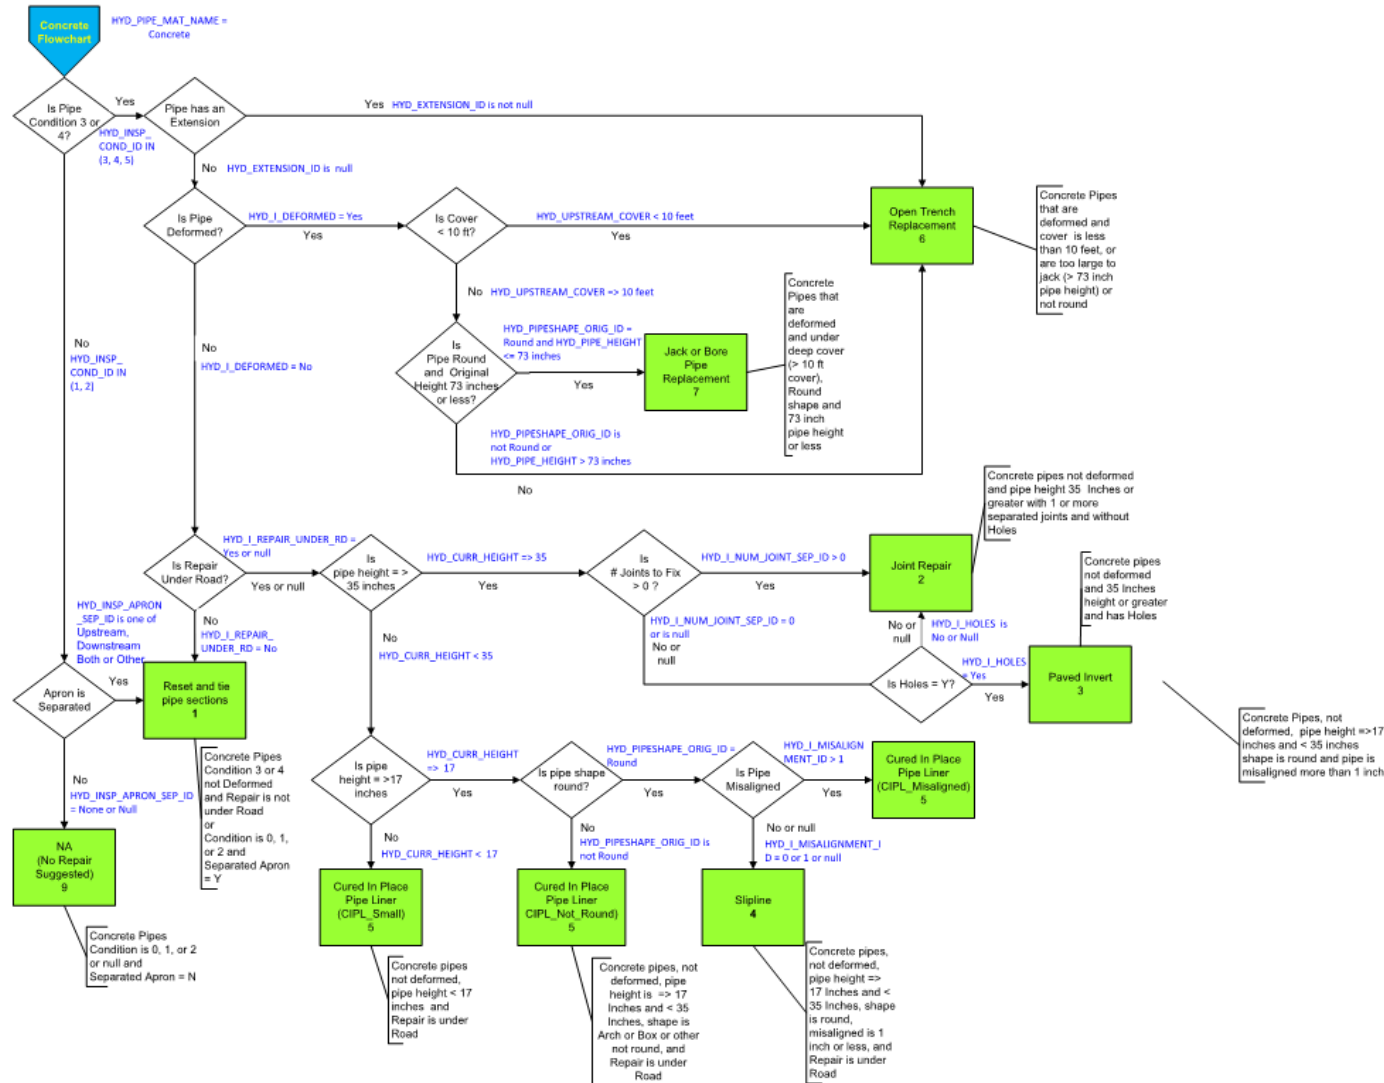 Concrete
Flowchart
HYD_PIPE_MAT_NAME =
Concrete
Is Pipe
Condition 3 or
4?
Yes
HYD_INSP_
COND_ID IN
(3, 4, 5)
Pipe has an
Extension
Yes HYD_EXTENSION_ID is not null
No HYD_EXTENSION_ID is null
Is Pipe
Deformed?
HYD_I_DEFORMED = Yes
Yes
Is Cover
< 10 ft?
HYD_UPSTREAM_COVER < 10 feet
Yes
Open Trench
Replacement
6
Concrete Pipes
that are
deformed and
cover is less
than 10 feet, or
are too large to
jack (> 73 inch
pipe height) or
not round
No HYD_UPSTREAM_COVER => 10 feet
Is
Pipe Round
and Original
Height 73 inches
or less?
HYD_PIPESHAPE_ORIG_ID =
Round and HYD_PIPE_HEIGHT
<= 73 inches
Yes
Jack or Bore
Pipe
Replacement
7
Concrete
Pipes that
are
deformed
and under
deep cover
(> 10 ft
cover),
Round
shape and
73 inch
pipe height
or less
HYD_PIPESHAPE_ORIG_ID is
not Round or
HYD_PIPE_HEIGHT > 73 inches
No
No
HYD_INSP_
COND_ID IN
(1, 2)
No
HYD_I_DEFORMED = No
Is Repair
Under Road?
HYD_I_REPAIR_UNDER_RD =
Yes or null
Yes or null
Is
pipe height = >
35 inches
HYD_CURR_HEIGHT => 35
Yes
Is
# Joints to Fix
> 0 ?
HYD_I_NUM_JOINT_SEP_ID > 0
Yes
Joint Repair
2
Concrete pipes not deformed
and pipe height 35 Inches or
greater with 1 or more
separated joints and without
Holes
HYD_I_NUM_JOINT_SEP_ID = 0
or is null
No or
null
No or
null
HYD_I_HOLES is
No or Null
Is Holes = Y?
HYD_I_HOLES
= Yes
Yes
Paved Invert
3
Concrete pipes
not deformed
and 35 Inches
height or greater
and has Holes
HYD_INSP_APRON
_SEP_ID is one of
Upstream,
Downstream
Both or Other
No
HYD_I_REPAIR_
UNDER_RD = No
Apron is
Separated
Yes
Reset and tie
pipe sections
1
Concrete Pipes
Condition 3 or 4
not Deformed
and Repair is not
under Road
or
Condition is 0, 1,
or 2 and
Separated Apron
= Y
No
HYD_INSP_APRON_SEP_ID
= None or Null
NA
(No Repair
Suggested)
9
Concrete Pipes
Condition is 0, 1, or 2
or null and
Separated Apron = N
No
HYD_CURR_HEIGHT < 35
Is pipe
height = >17
inches
HYD_CURR_HEIGHT
=> 17
Yes
Is pipe shape
round?
HYD_PIPESHAPE_ORIG_ID =
Round
Yes
Is Pipe
Misaligned
HYD_I_MISALIGN
MENT_ID > 1
Yes
Cured In Place
Pipe Liner
(CIPL_Misaligned)
5
Concrete Pipes, not
deformed, pipe height =>17
inches and < 35 inches
shape is round and pipe is
misaligned more than 1 inch
No
HYD_CURR_HEIGHT < 17
Cured In Place
Pipe Liner
(CIPL_Small)
5
Concrete pipes
not deformed,
pipe height < 17
inches and
Repair is under
Road
No
HYD_PIPESHAPE_ORIG_ID is
not Round
Cured In Place
Pipe Liner
CIPL_Not_Round)
5
Concrete pipes, not
deformed, pipe
height is => 17
Inches and < 35
Inches, shape is
Arch or Box or other
not round, and
Repair is under
Road
No or null
HYD_I_MISALIGNMENT_I
D = 0 or 1 or null
Slipline
4
Concrete pipes,
not deformed,
pipe height =>
17 Inches and <
35 Inches, shape
is round,
misaligned is 1
inch or less, and
Repair is under
Road